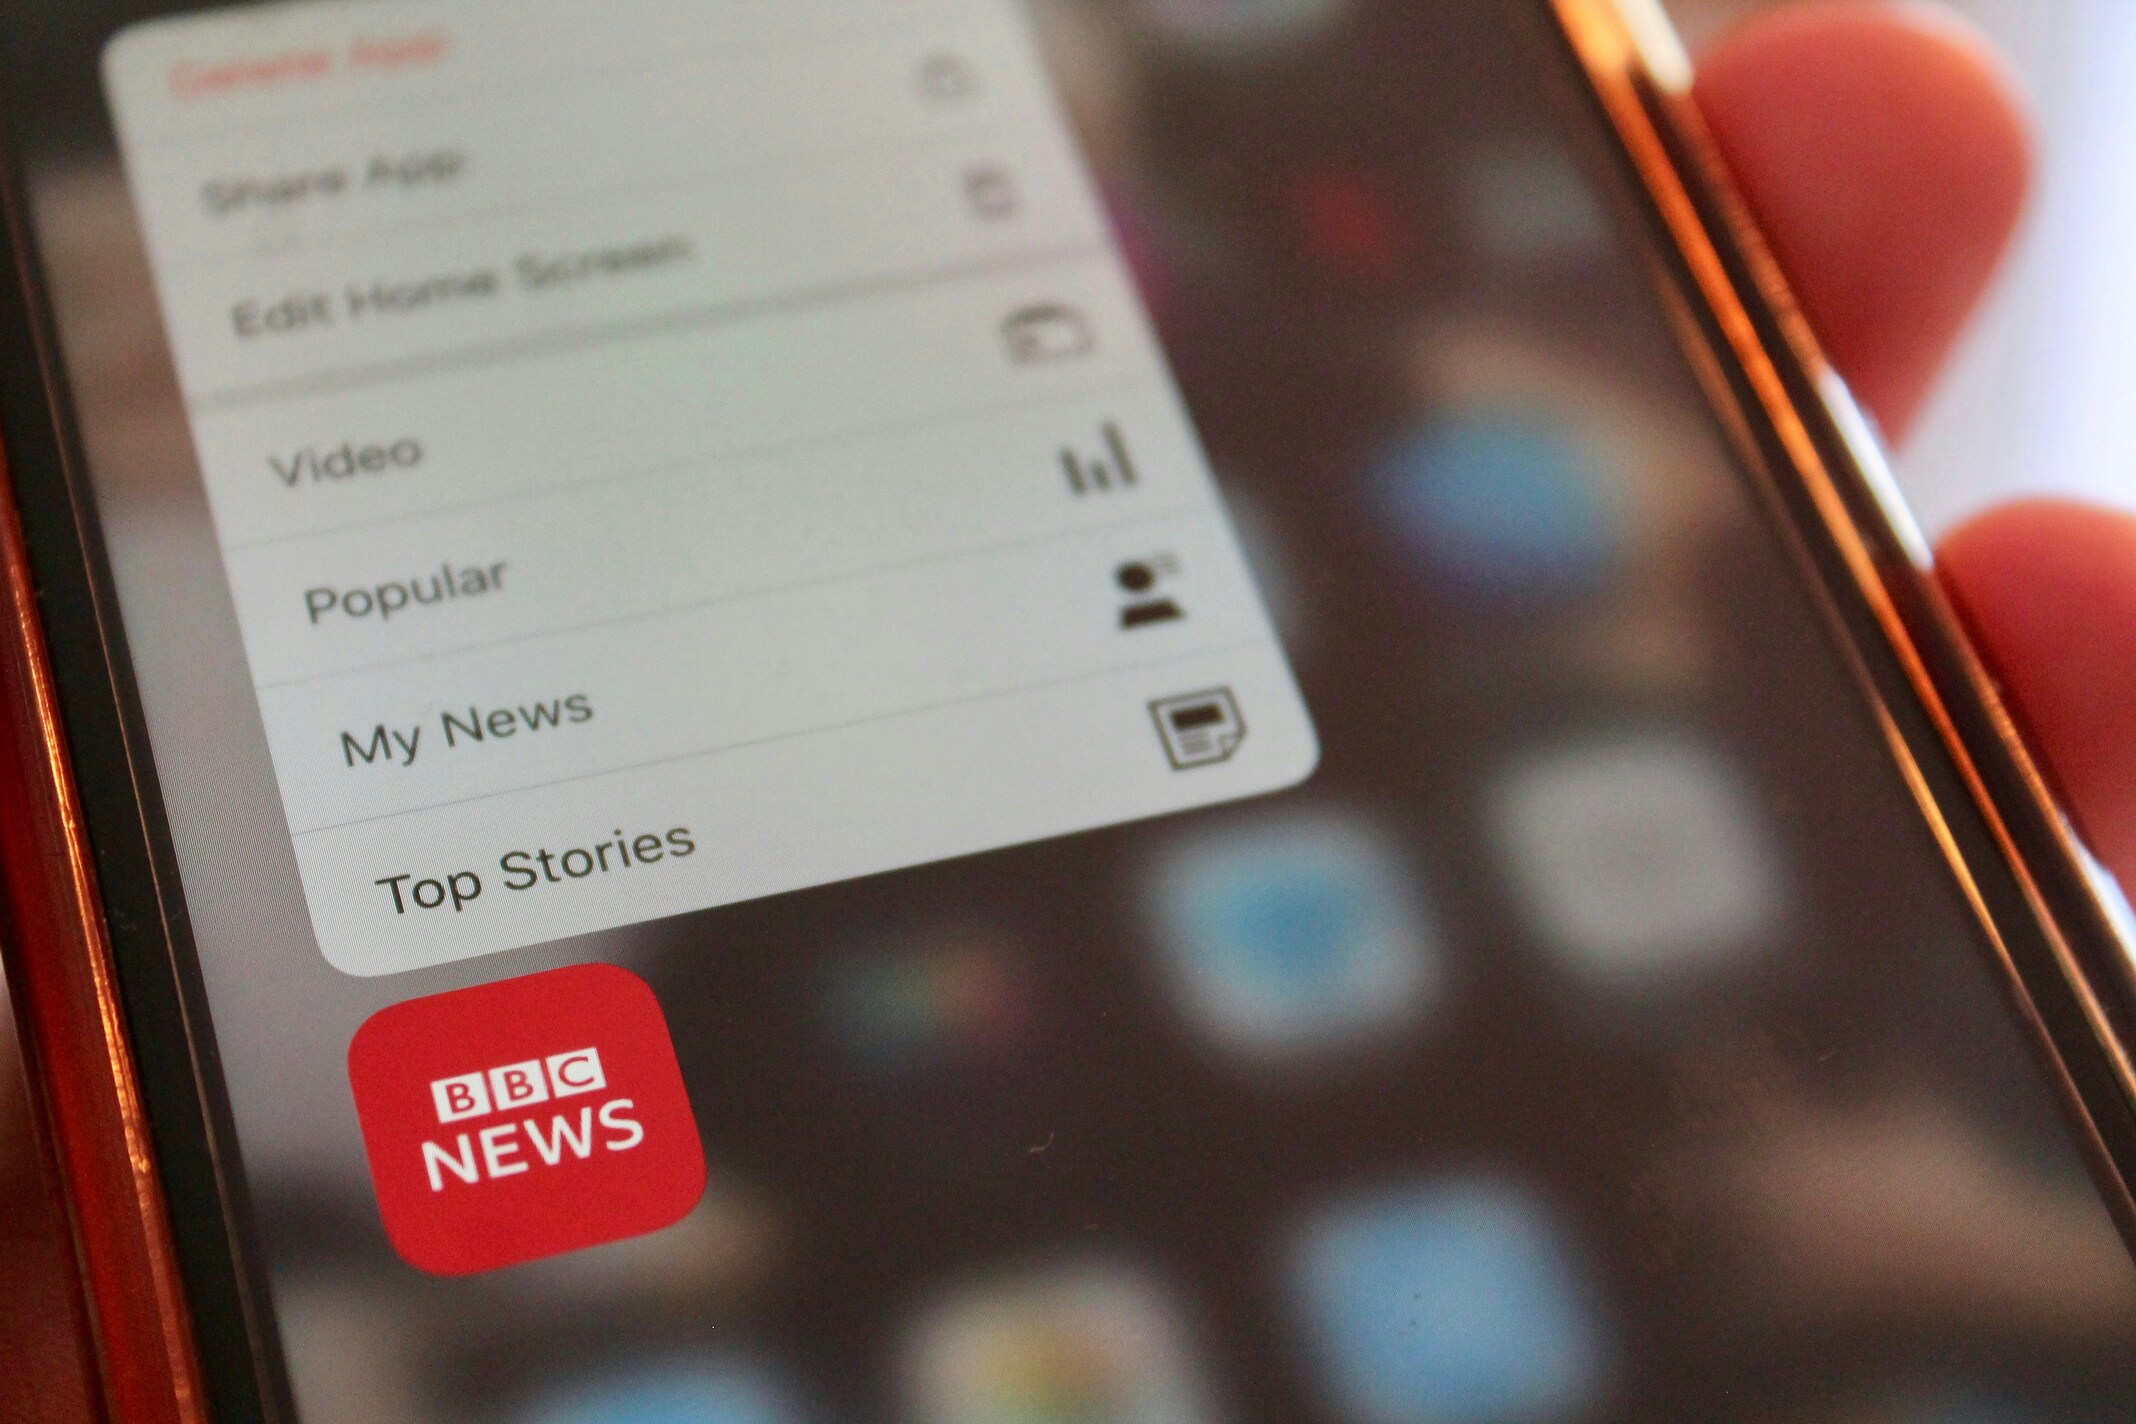 Delete App
Share App
Edit Home Screen
Video
Popular
My News
Top Stories
BBC
NEWS